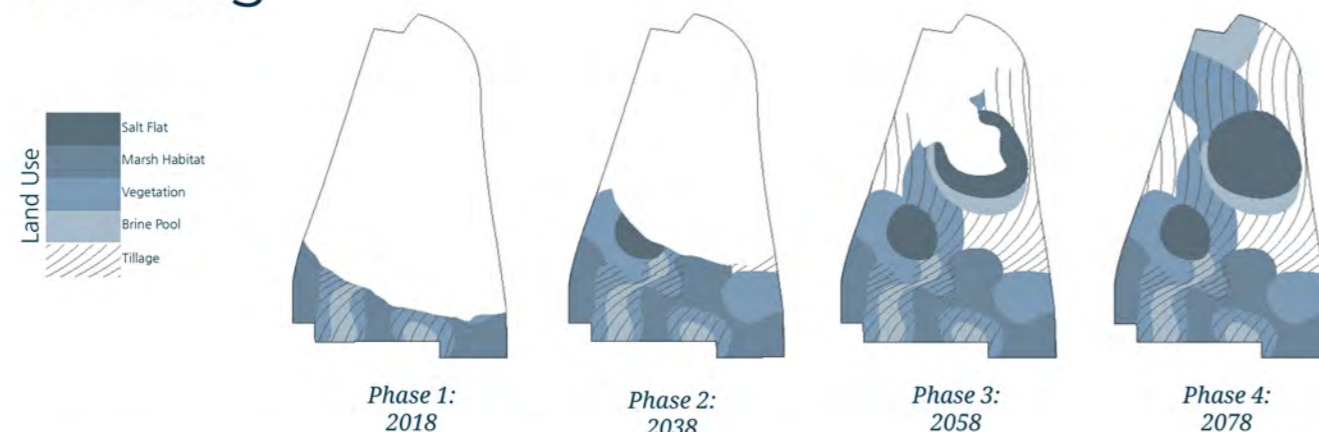 Land Use
Salt Flat
Marsh Habitat
Vegetation
Brine Pool
Tillage
Phase 1:
2018
Phase 2:
2038
Phase 3:
2058
Phase 4:
2078